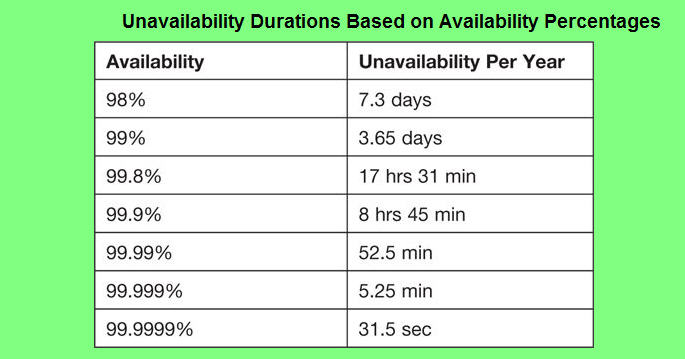 Unavailability Durations Based on Availability Percentages
Availability Unavailability Per Year
98% 7.3 days
99% 3.65 days
99.8% 17 hrs 31 min
99.9% 8 hrs 45 min
99.99% 52.5 min
99.999% 5.25 min
99.9999% 31.5 sec